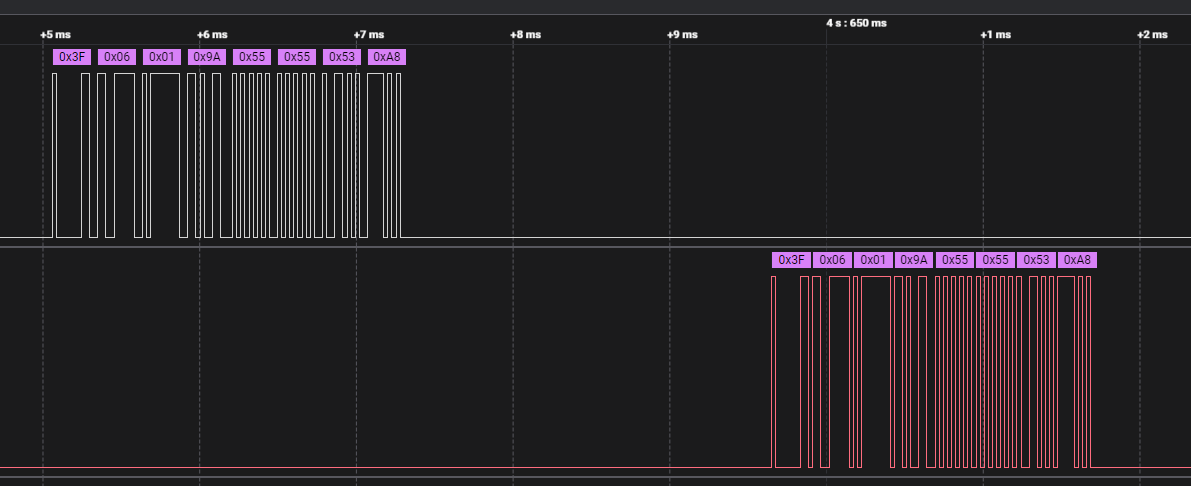 4 s : 650 ms
+5 ms +6 ms +7 ms +8 ms +9 ms +1 ms +2 ms
0x3F 0x06 0x01 0x9A 0x55 0x55 0x53 0xA8
0x3F 0x06 0x01 0x9A 0x55 0x55 0x53 0xA8